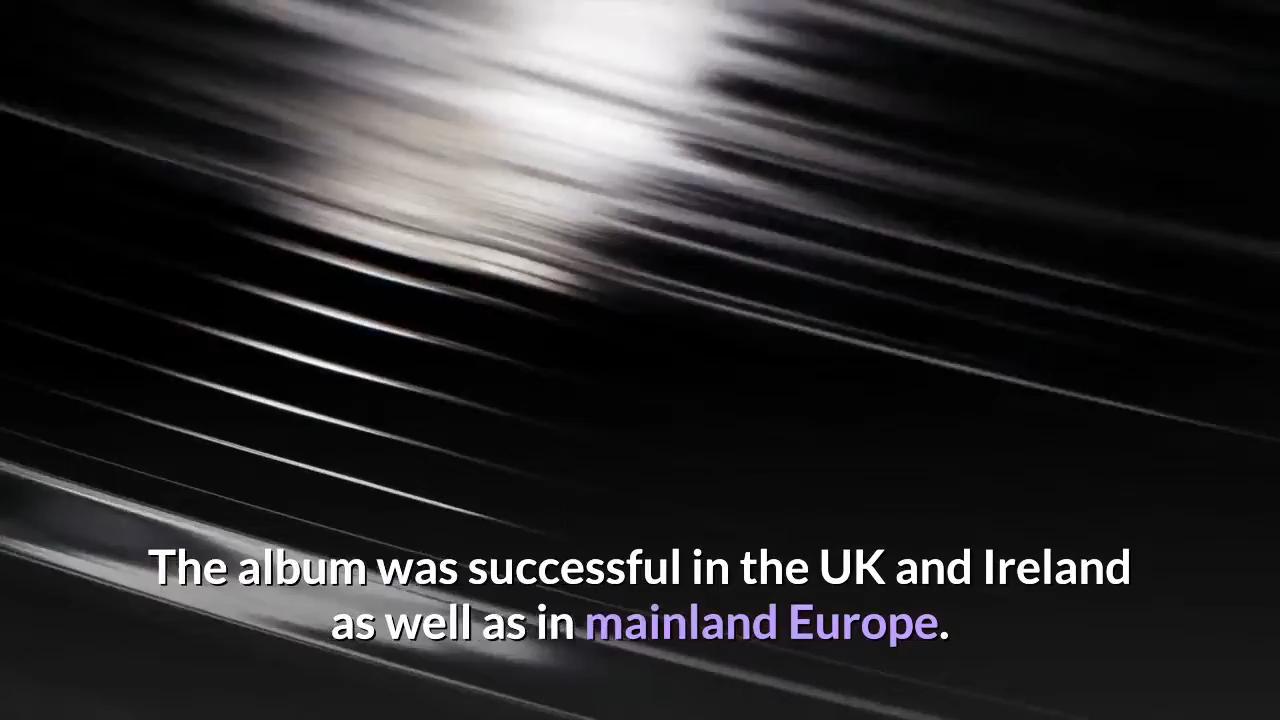 The album was successful in the UK and Ireland
as well as in mainland Europe.